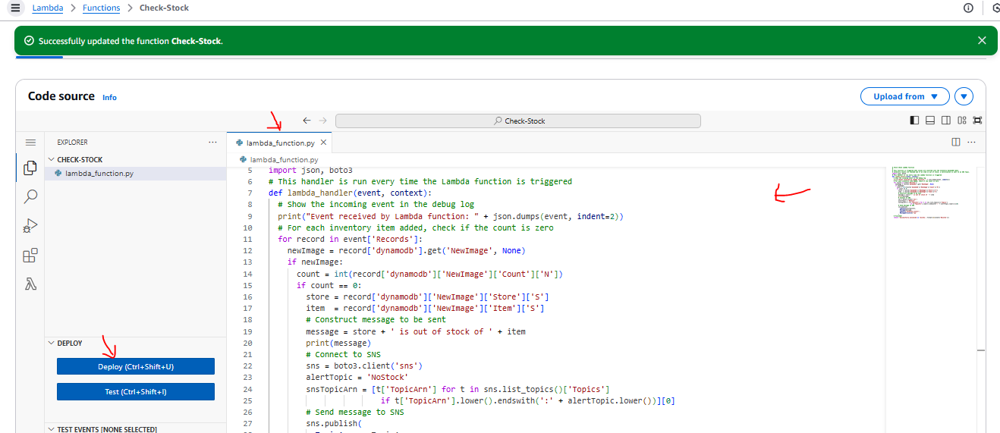 Lambda > Functions > Check-Stock
Successfully updated the function Check-Stock.
Code source Info
Upload from
Check-Stock
EXPLORER
CHECK-STOCK
lambda_function.py
DEPLOY
Deploy (Ctrl+Shift+U)
Test (Ctrl+Shift+I)
TEST EVENTS [NONE SELECTED]
lambda_function.py
lambda_function.py
5 import json, boto3
6 # This handler is run every time the Lambda function is triggered
7 def lambda_handler(event, context):
8 # Show the incoming event in the debug log
9 print("Event received by Lambda function: " + json.dumps(event, indent=2))
10 # For each inventory item added, check if the count is zero
11 for record in event['Records']:
12 newImage = record['dynamodb'].get('NewImage', None)
13 if newImage:
14 count = int(record['dynamodb']['NewImage']['Count']['N'])
15 if count == 0:
16 store = record['dynamodb']['NewImage']['Store']['S']
17 item  = record['dynamodb']['NewImage']['Item']['S']
18 # Construct message to be sent
19 message = store + ' is out of stock of ' + item
20 print(message)
21 # Connect to SNS
22 sns = boto3.client('sns')
23 alertTopic = 'NoStock'
24 snsTopicArn = [t['TopicArn'] for t in sns.list_topics()['Topics']
25 if t['TopicArn'].lower().endswith(':' + alertTopic.lower())][0]
26 # Send message to SNS
27 sns.publish(